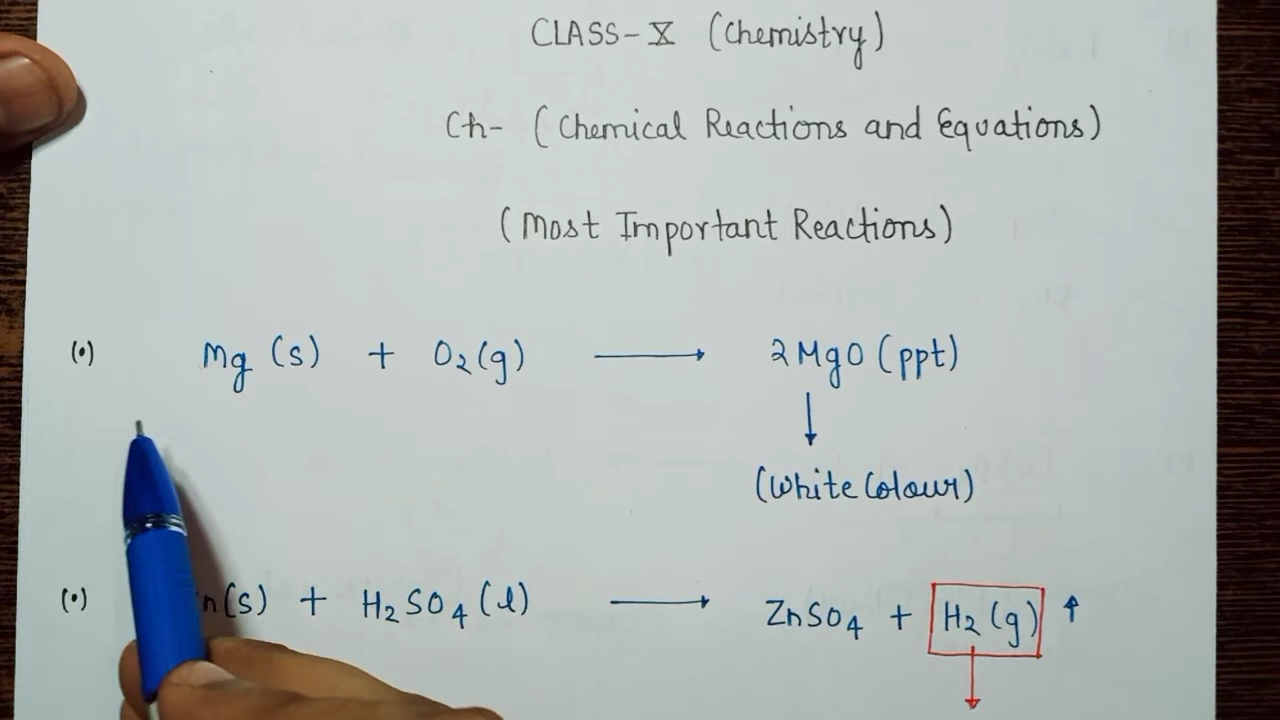 CLASS-X (Chemistry)
Ch- (Chemical Reactions and Equations)
(Most Important Reactions)
(•) Mg (s) + O2(g) → 2MgO (ppt)
↓
(White Colour)
(•) n(s) + H2SO4(l) → ZnSO4 + H2(g) ↑
↓